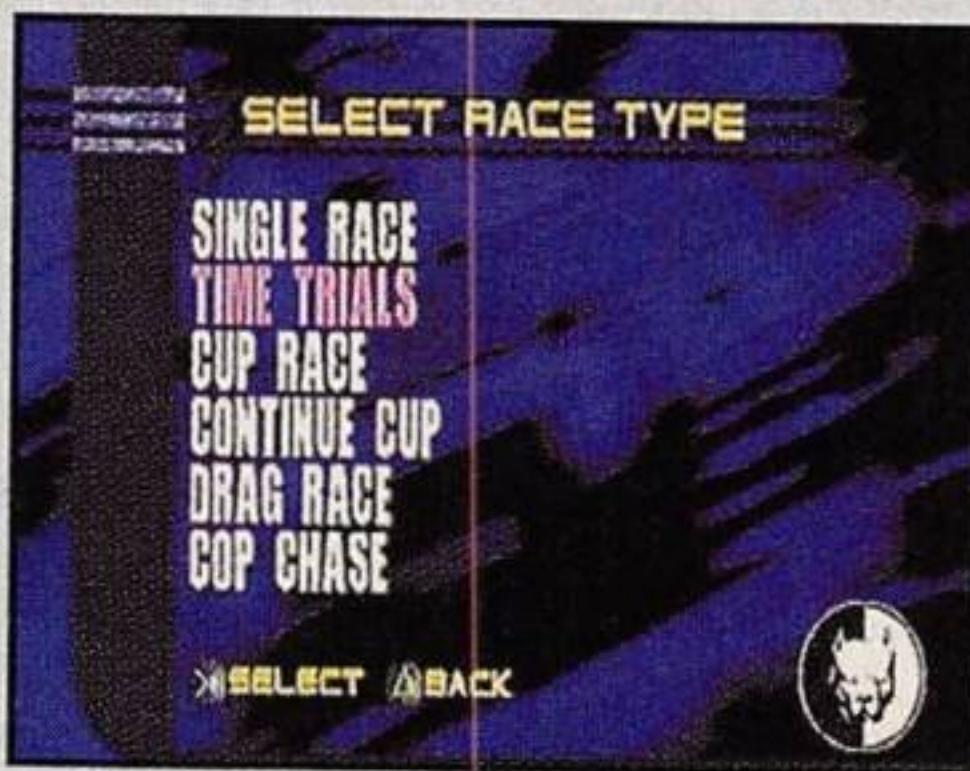 SELECT RACE TYPE
SINGLE RACE
TIME TRIALS
CUP RACE
CONTINUE CUP
DRAG RACE
COP CHASE
SELECT BACK